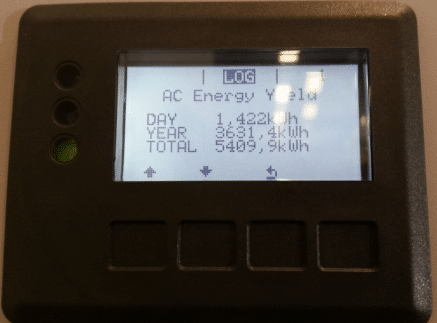 LOG
AC Energy Yield
DAY 1,422kWh
YEAR 3631,4kWh
TOTAL 5409,9kWh